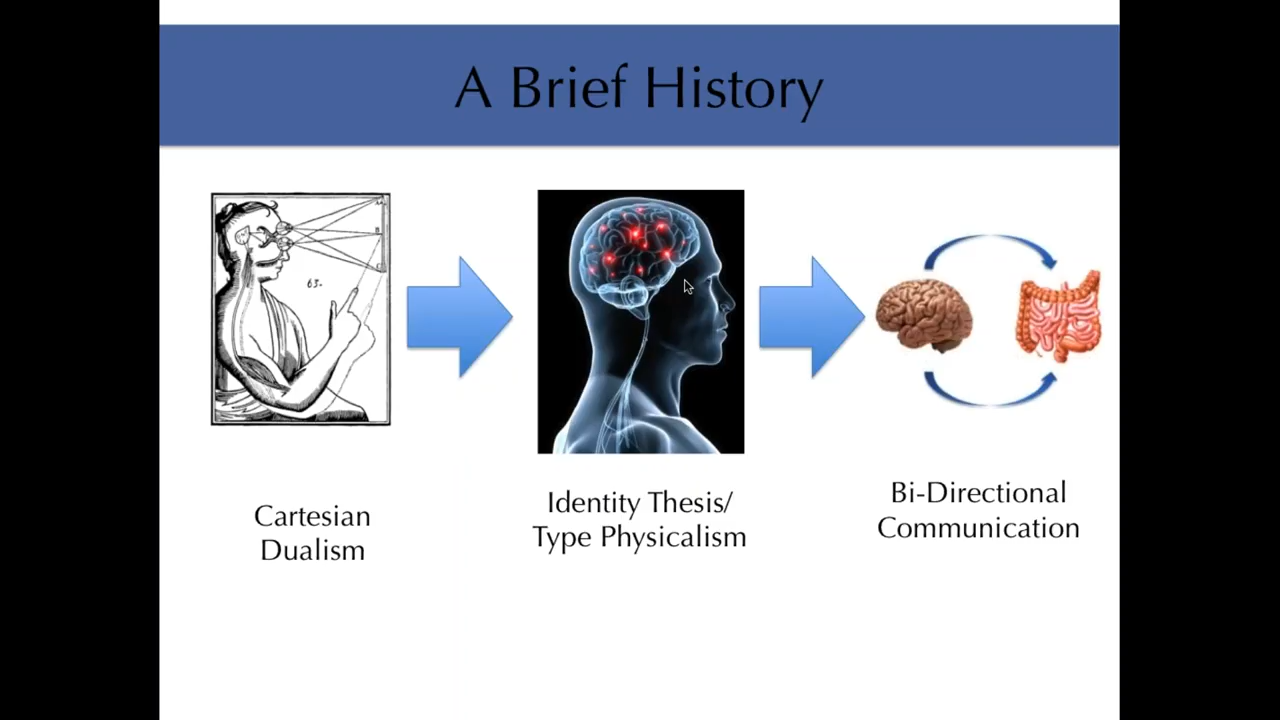 A Brief History
63.
Cartesian
Dualism
Identity Thesis/
Type Physicalism
Bi-Directional
Communication